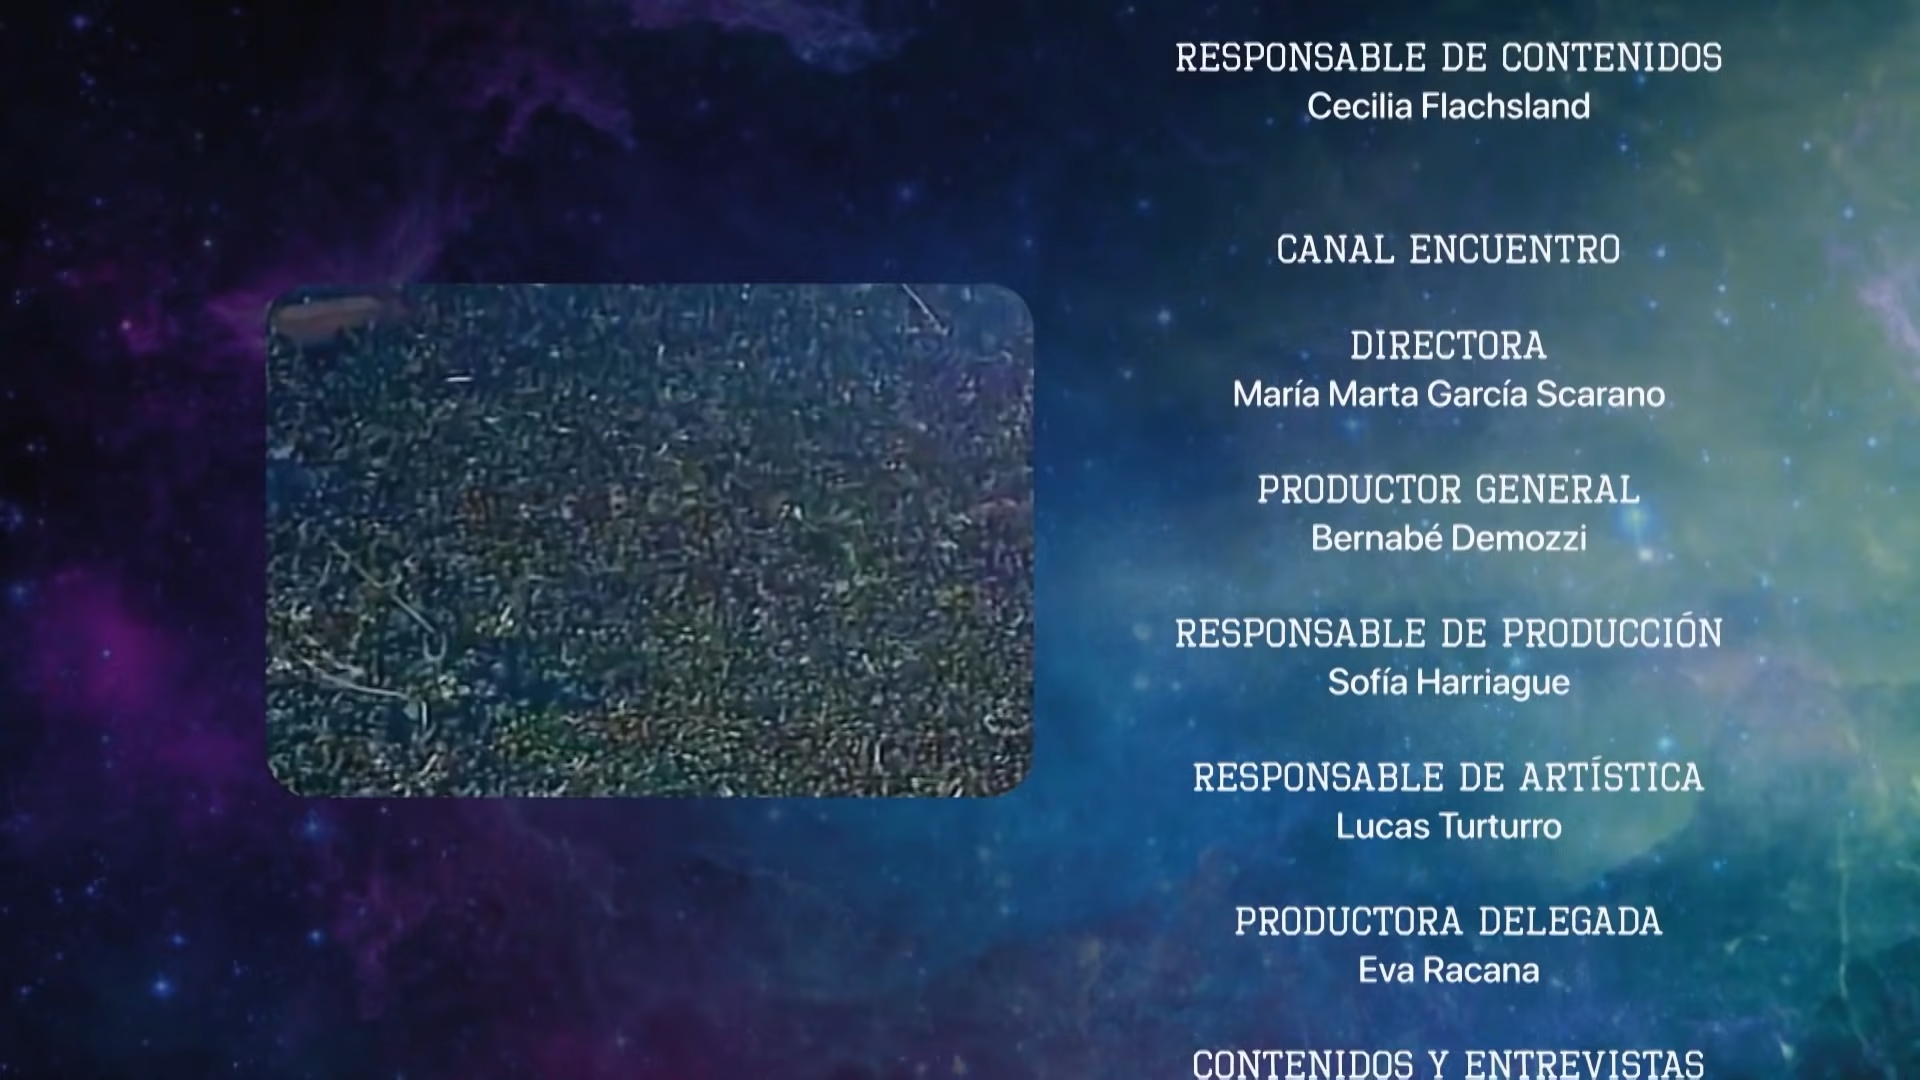 RESPONSABLE DE CONTENIDOS
Cecilia Flachsland
CANAL ENCUENTRO
DIRECTORA
María Marta García Scarano
PRODUCTOR GENERAL
Bernabé Demozzi
RESPONSABLE DE PRODUCCIÓN
Sofía Harriague
RESPONSABLE DE ARTÍSTICA
Lucas Turturro
PRODUCTORA DELEGADA
Eva Racana
CONTENIDOS Y ENTREVISTAS